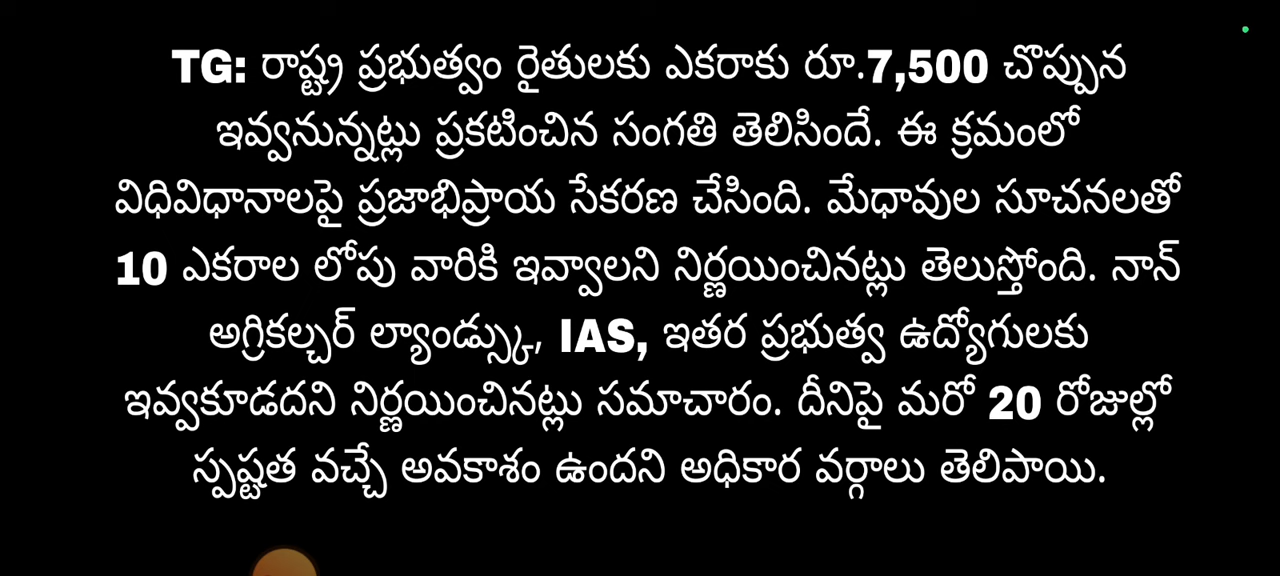 TG: రాష్ట్ర ప్రభుత్వం రైతులకు ఎకరాకు రూ.7,500 చొప్పున
ఇవ్వనున్నట్లు ప్రకటించిన సంగతి తెలిసిందే. ఈ క్రమంలో
విధివిధానాలపై ప్రజాభిప్రాయ సేకరణ చేసింది. మేధావుల సూచనలతో
10 ఎకరాల లోపు వారికి ఇవ్వాలని నిర్ణయించినట్లు తెలుస్తోంది. నాన్
అగ్రికల్చర్ ల్యాండ్స్కు, IAS, ఇతర ప్రభుత్వ ఉద్యోగులకు
ఇవ్వకూడదని నిర్ణయించినట్లు సమాచారం. దీనిపై మరో 20 రోజుల్లో
స్పష్టత వచ్చే అవకాశం ఉందని అధికార వర్గాలు తెలిపాయి.